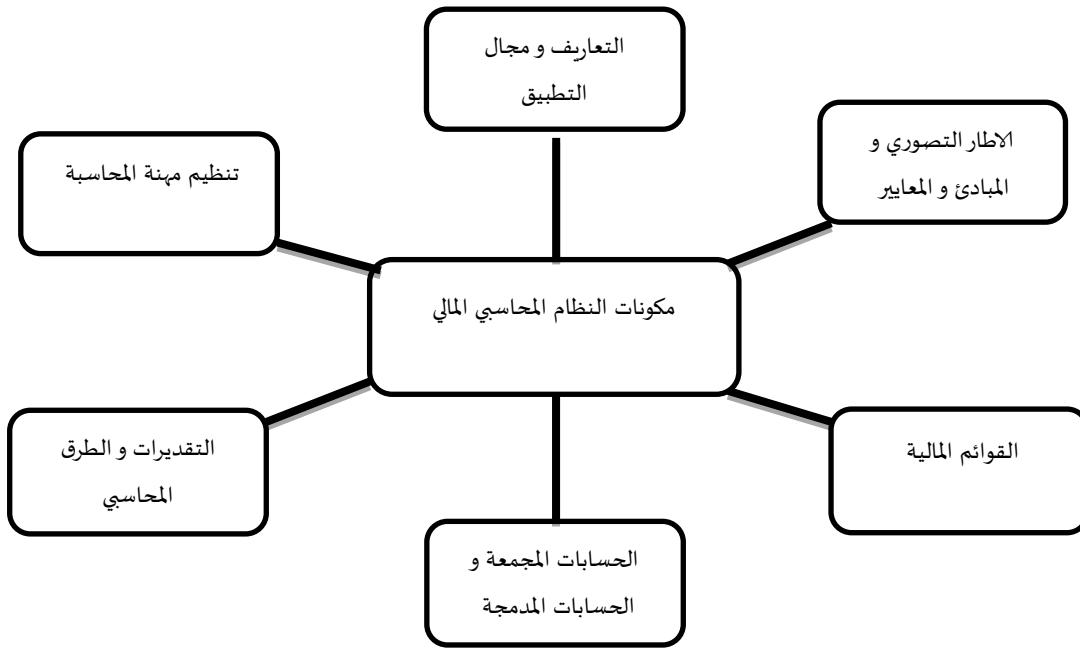 التعاريف و مجال
التطبيق
الاطار التصوري و
المبادئ و المعايير
تنظيم مهنة المحاسبة
مكونات النظام المحاسبي المالي
القوائم المالية
التقديرات و الطرق
المحاسبي
الحسابات المجمعة و
الحسابات المدمجة